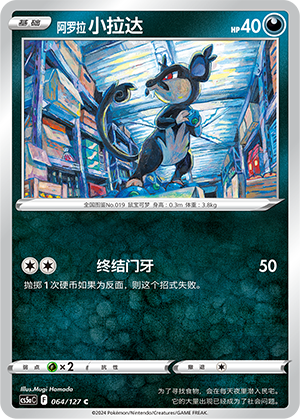 基础 阿罗拉 小拉达 HP40
全国图鉴No.019 鼠宝可梦 身高:0.3m 体重:3.8kg
终结门牙 50
抛掷1次硬币如果为反面,则这个招式失败。
弱点 ×2 抵抗力 撤退
Illus.Mugi Hamada
CS5aC F 064/127 C
为了寻找食物,会在每天夜里潜入民宅。
它的大量出现已经成为了社会问题。
©2024 Pokémon/Nintendo/Creatures/GAME FREAK.